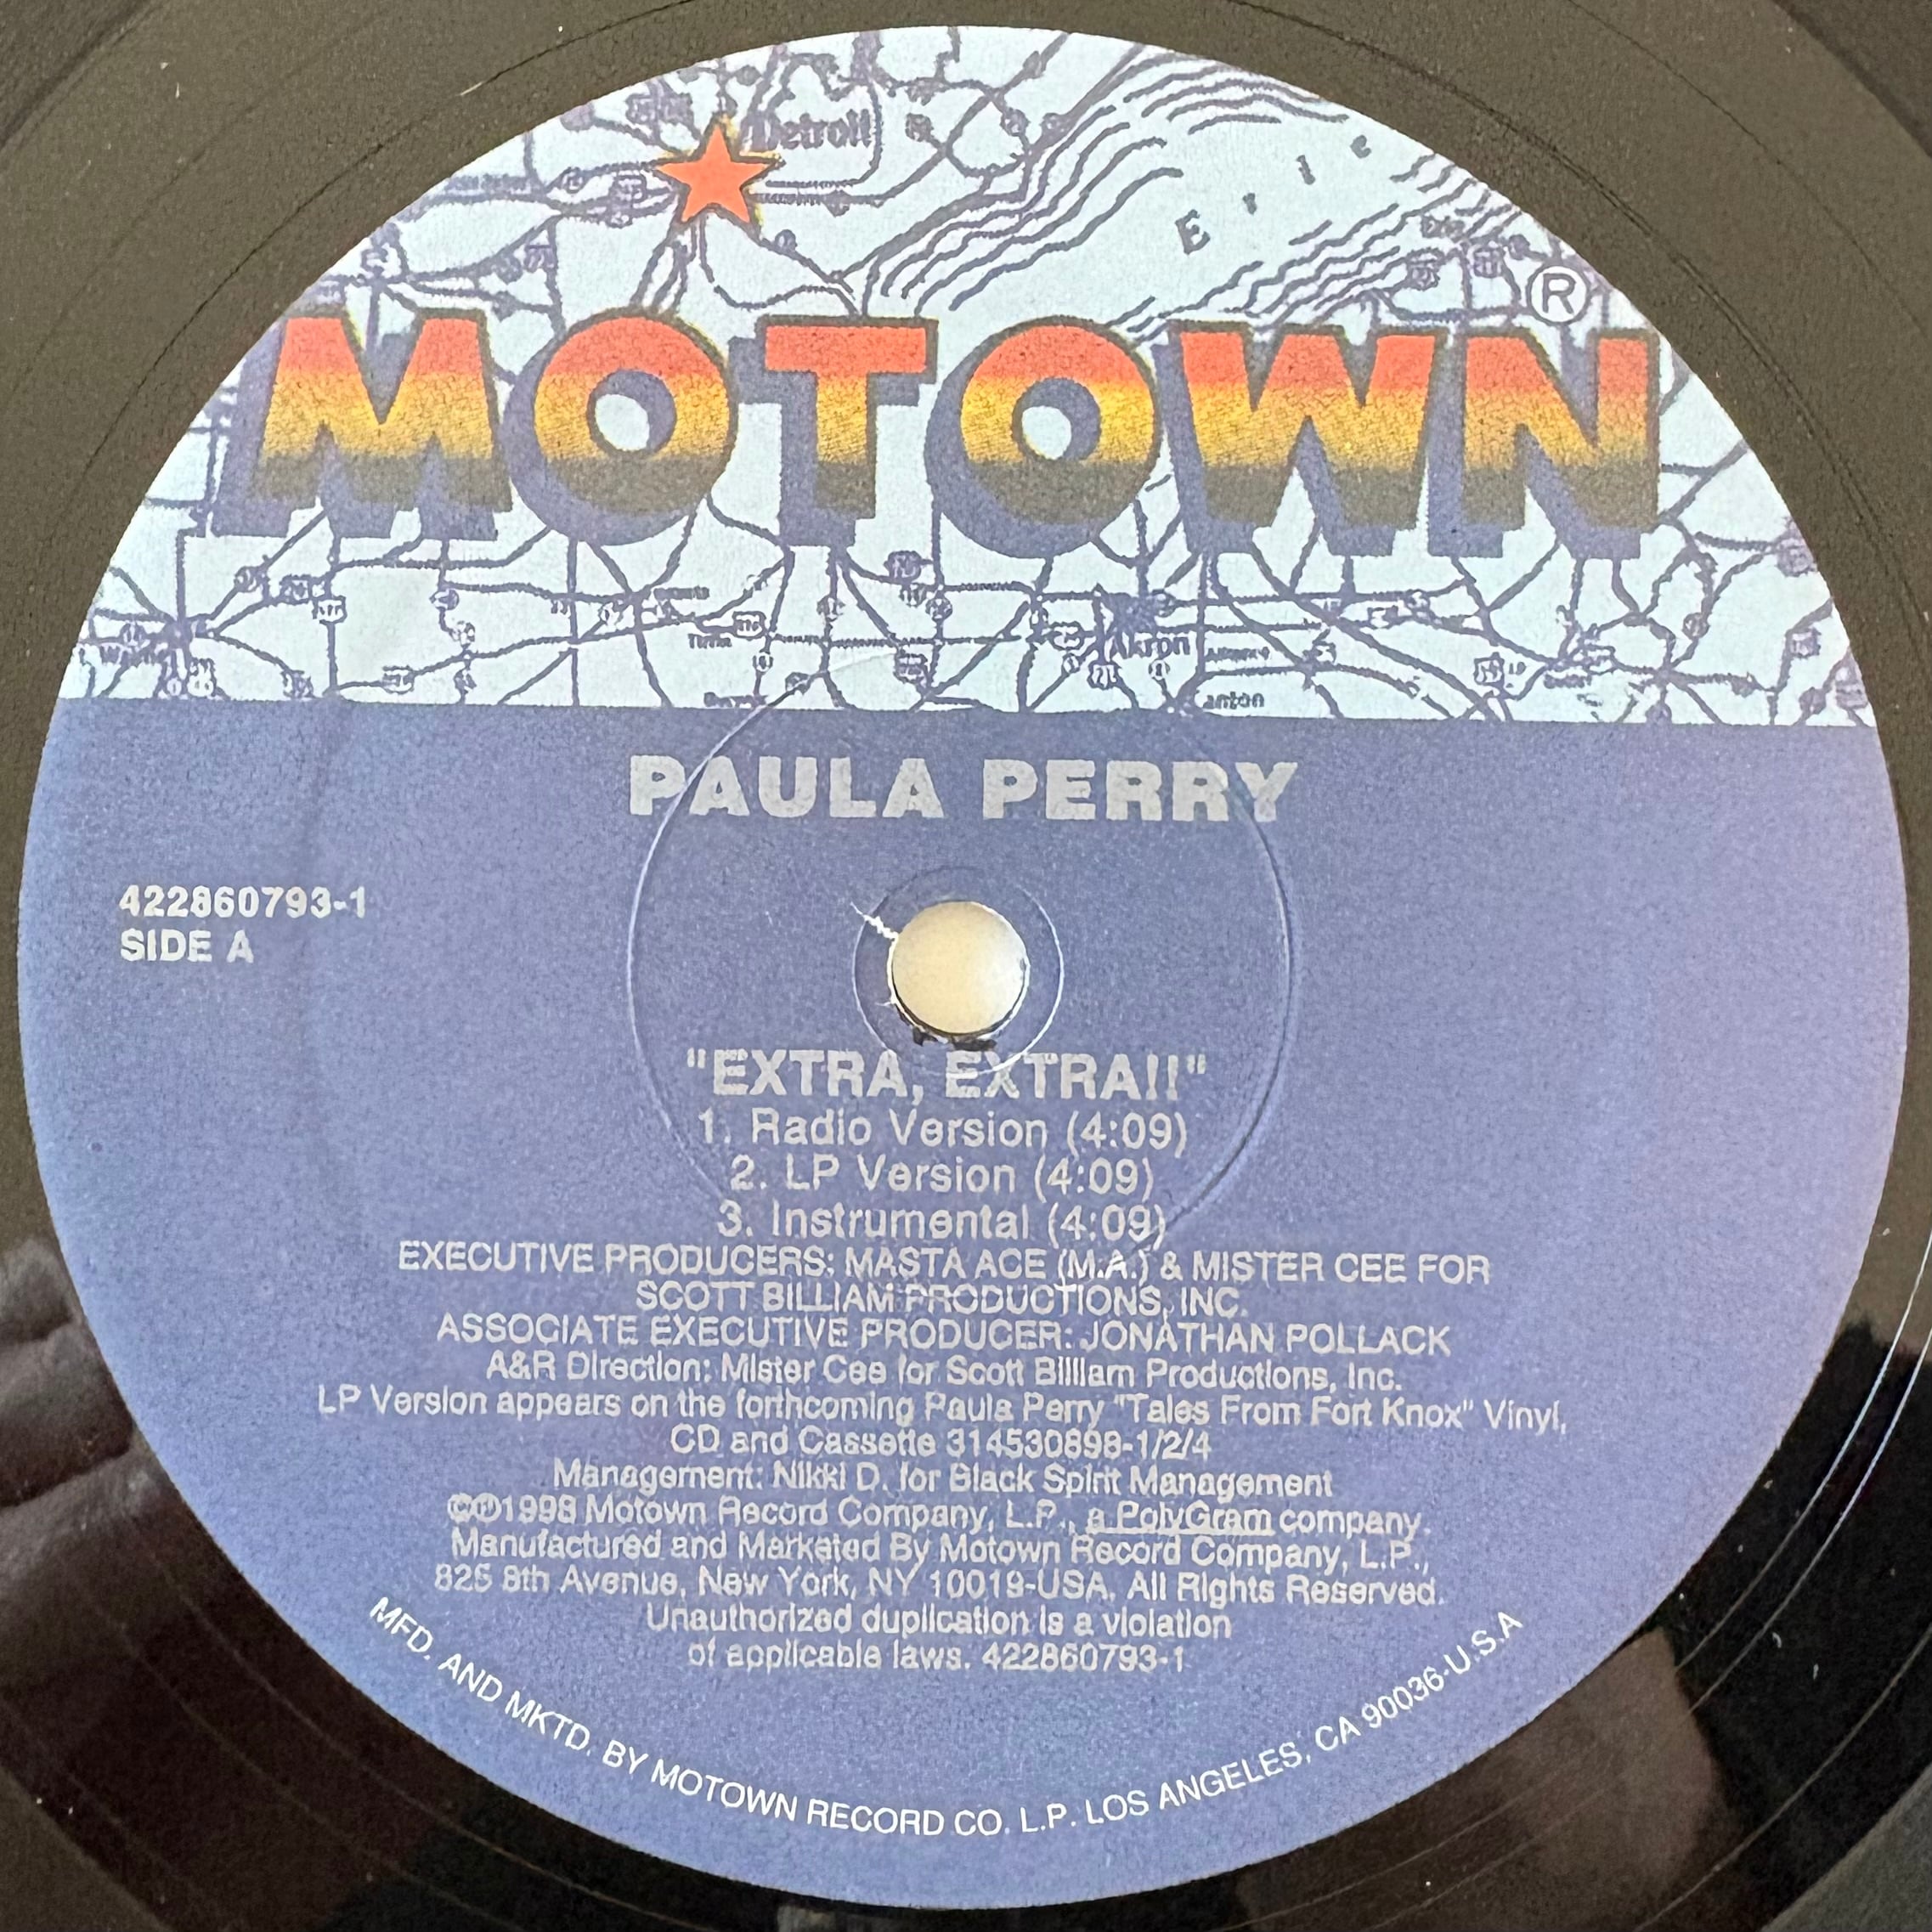 Detroit
Erie
MOTOWN®
Akron
anton
PAULA PERRY
422860793-1
SIDE A
"EXTRA, EXTRA!!"
1. Radio Version (4:09)
2. LP Version (4:09)
3. Instrumental (4:09)
EXECUTIVE PRODUCERS: MASTA ACE (M.A.) & MISTER CEE FOR
SCOTT BILLIAM PRODUCTIONS, INC.
ASSOCIATE EXECUTIVE PRODUCER: JONATHAN POLLACK
A&R Direction: Mister Cee for Scott Billiam Productions, Inc.
LP Version appears on the forthcoming Paula Perry "Tales From Fort Knox" Vinyl,
CD and Cassette 314530898-1/2/4
Management: Nikki D. for Black Spirit Management
©℗1998 Motown Record Company, L.P., a PolyGram company.
Manufactured and Marketed By Motown Record Company, L.P.,
825 8th Avenue, New York, NY 10019-USA. All Rights Reserved.
Unauthorized duplication is a violation
of applicable laws. 422860793-1
MFD. AND MKTD. BY MOTOWN RECORD CO. L.P. LOS ANGELES, CA 90036-U.S.A